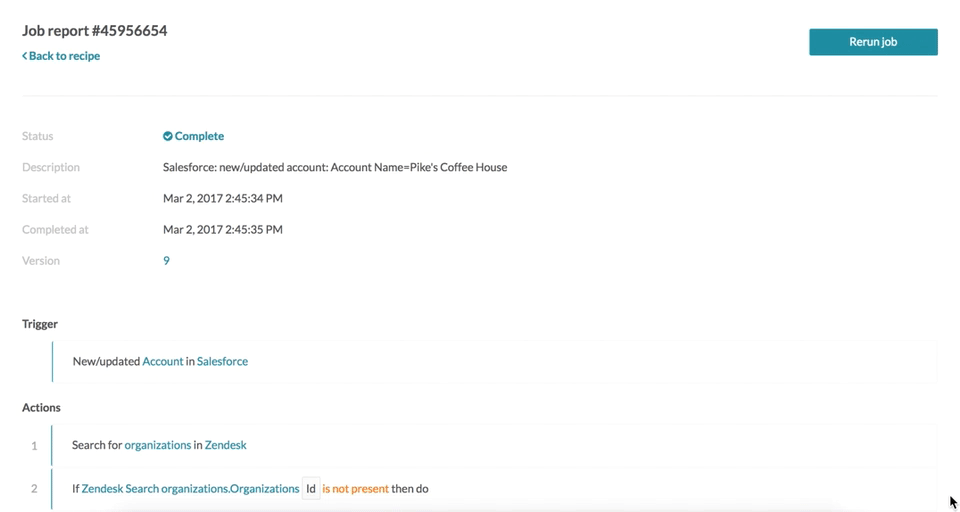 Job report #45956654
Rerun job
Back to recipe
Status Complete
Description Salesforce: new/updated account: Account Name=Pike's Coffee House
Started at Mar 2, 2017 2:45:34 PM
Completed at Mar 2, 2017 2:45:35 PM
Version 9
Trigger
New/updated Account in Salesforce
Actions
1 Search for organizations in Zendesk
2 If Zendesk Search organizations.Organizations Id is not present then do